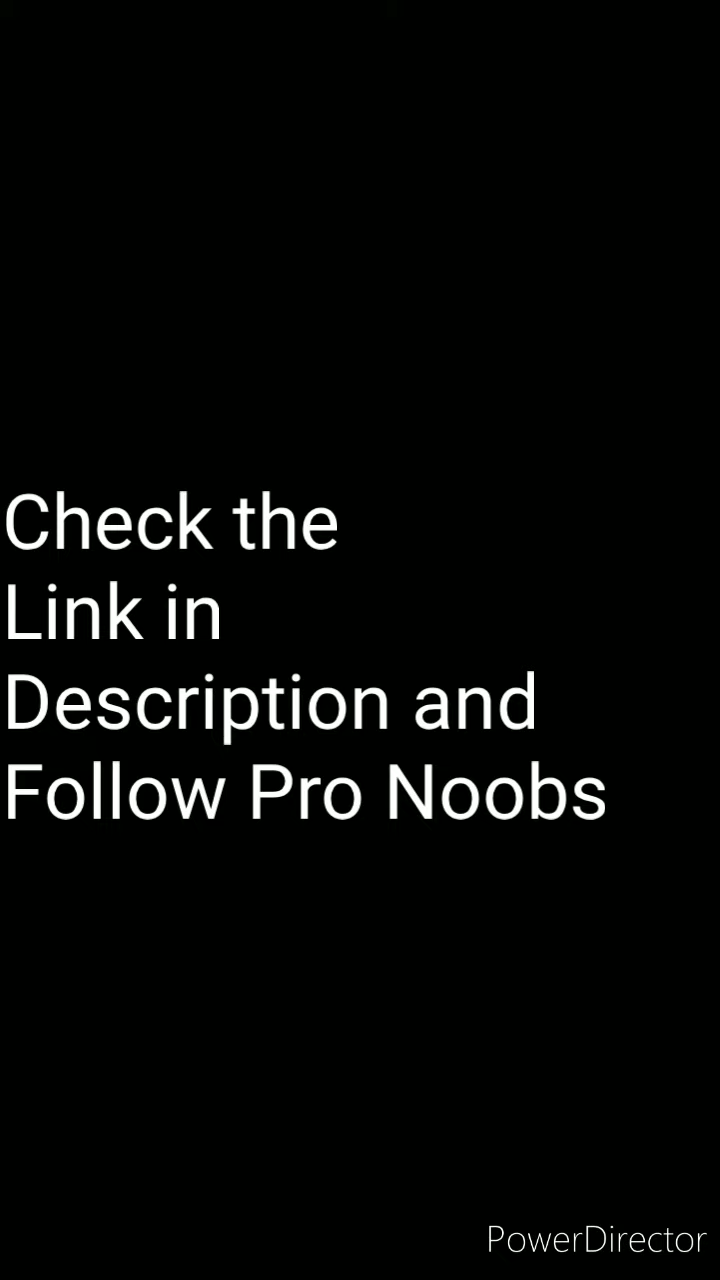 Check the
Link in
Description and
Follow Pro Noobs
PowerDirector